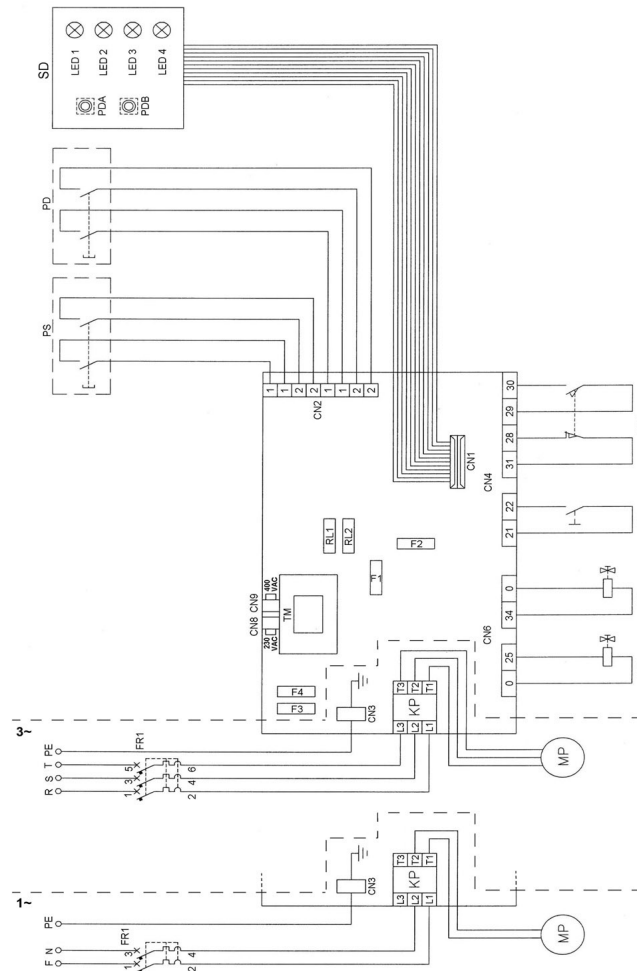 SD
LED 1
LED 2
LED 3
LED 4
PDA
PDB
PD
PS
1
1
2
2
1
1
2
2
CN2
CN1
30
29
28
31
22
21
0
34
25
0
CN4
CN6
RL1
RL2
F2
F1
CN8 CN9
230 VAC
400 VAC
TM
F4
F3
CN3
L3 T3
L2 KP T2
L1 T1
MP
3~
PE
T
S
R
FR1
5 6
3 4
1 2
1~
PE
N
F
FR1
3 4
1 2
CN3
L3 T3
L2 KP T2
L1 T1
MP